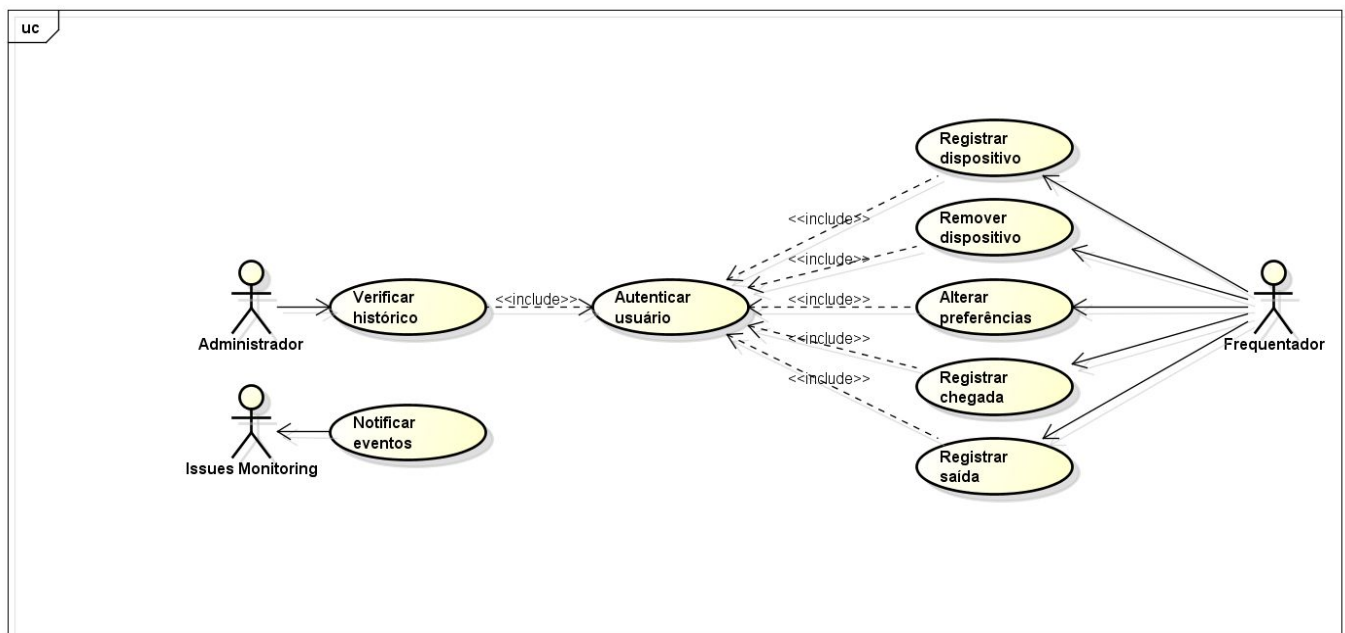 uc
Registrar
dispositivo
<<include>>
Remover
dispositivo
<<include>>
Verificar
histórico
<<include>>
Autenticar
usuário
<<include>>
Alterar
preferências
Administrador
Frequentador
<<include>>
Registrar
chegada
<<include>>
Notificar
eventos
Registrar
saída
Issues Monitoring